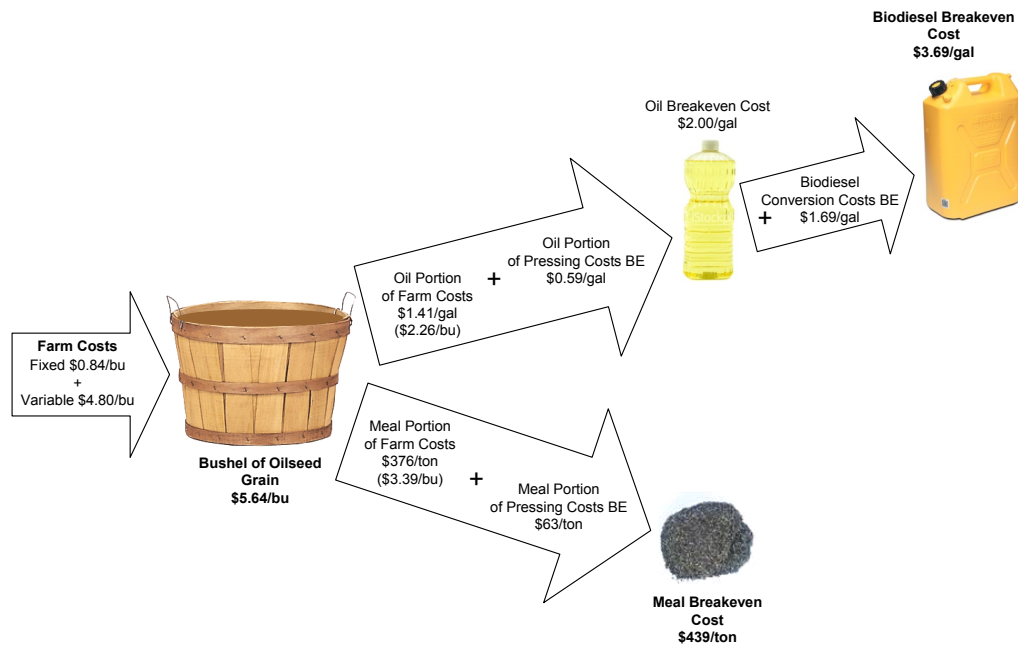 Farm Costs
Fixed $0.84/bu
+
Variable $4.80/bu
Bushel of Oilseed
Grain
$5.64/bu
Oil Portion
of Farm Costs
$1.41/gal
($2.26/bu)
+
Oil Portion
of Pressing Costs BE
$0.59/gal
Oil Breakeven Cost
$2.00/gal
+
Biodiesel
Conversion Costs BE
$1.69/gal
Biodiesel Breakeven
Cost
$3.69/gal
Meal Portion
of Farm Costs
$376/ton
($3.39/bu)
+
Meal Portion
of Pressing Costs BE
$63/ton
Meal Breakeven
Cost
$439/ton